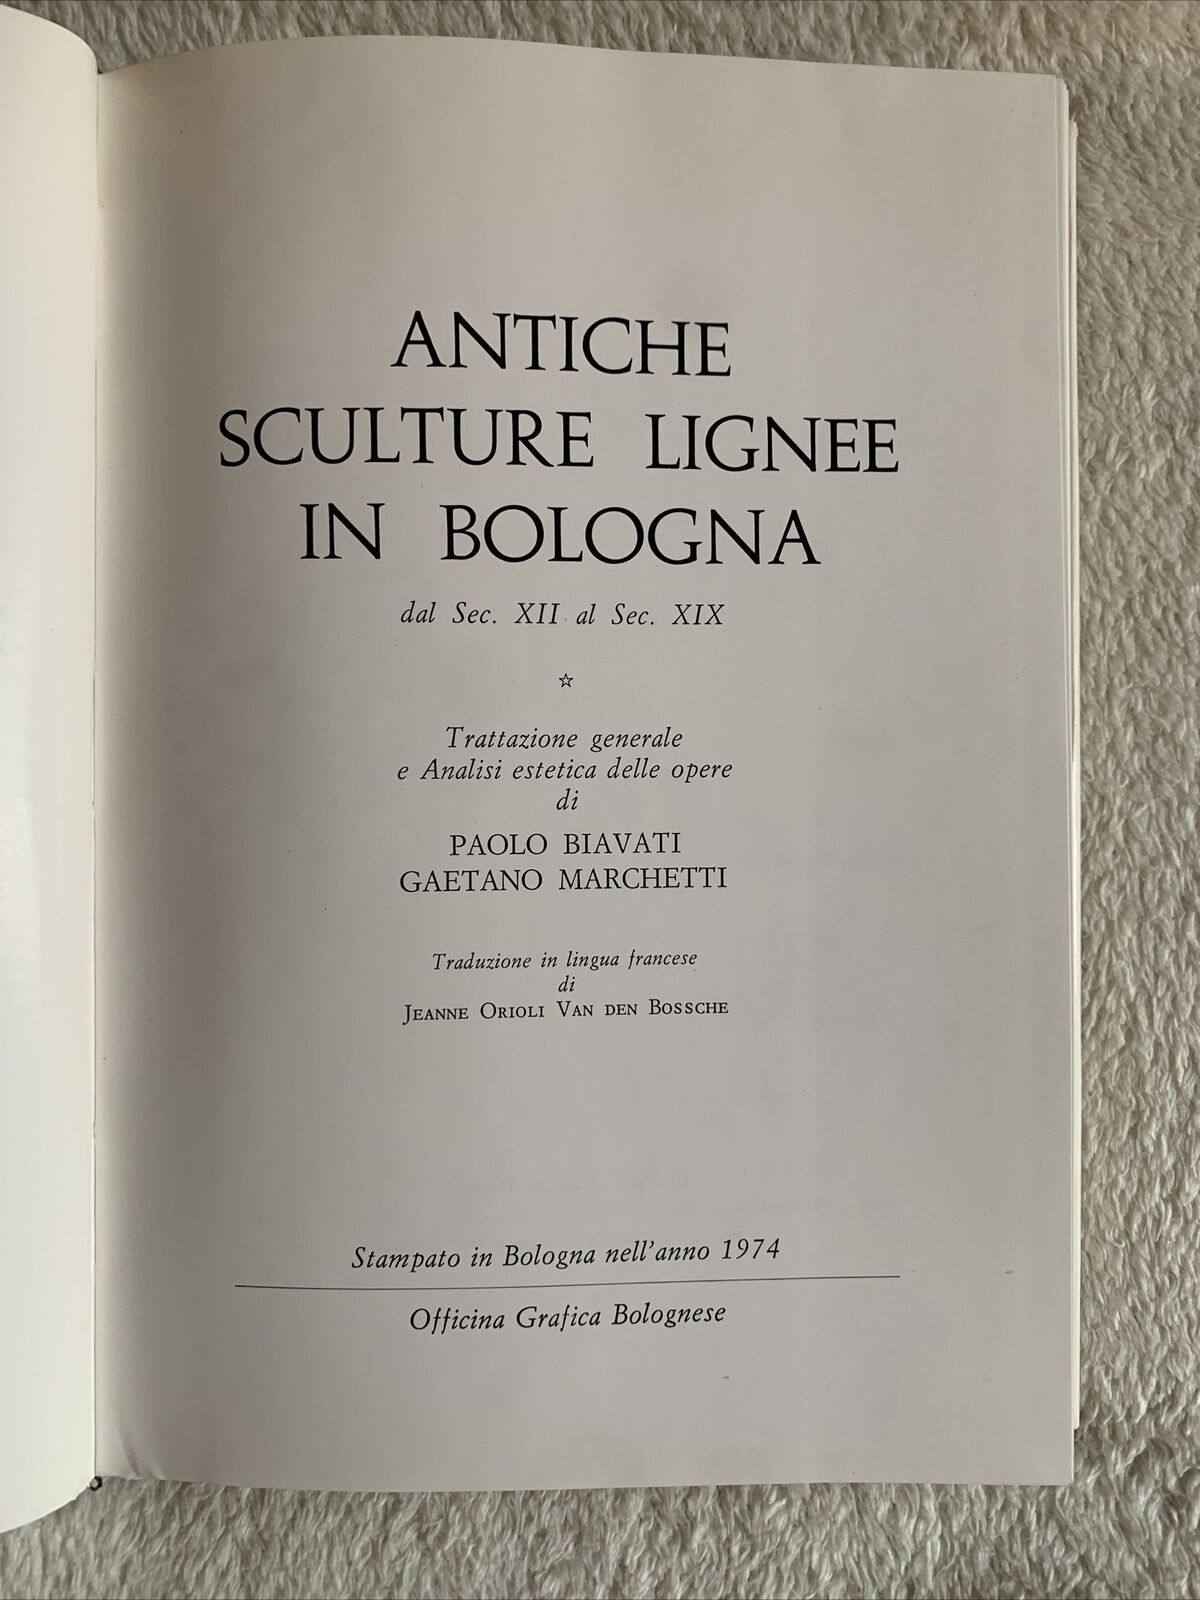 ANTICHE
SCULTURE LIGNEE
IN BOLOGNA
dal Sec. XII al Sec. XIX
☆
Trattazione generale
e Analisi estetica delle opere
di
PAOLO BIAVATI
GAETANO MARCHETTI
Traduzione in lingua francese
di
JEANNE ORIOLI VAN DEN BOSSCHE
Stampato in Bologna nell'anno 1974
Officina Grafica Bolognese